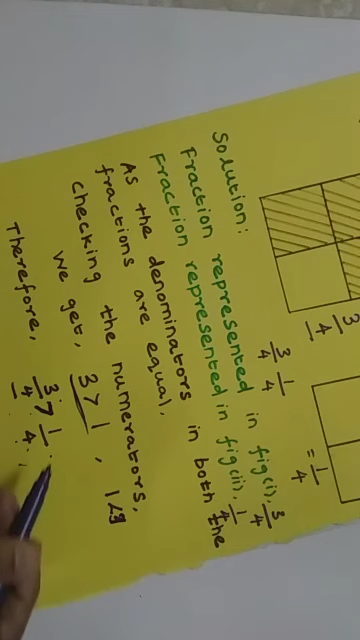 3/4
= 1/4
3/4 1/4
Solution:
Fraction represented in fig(i), 3/4
Fraction represented in fig(ii), 1/4
As the denominators in both the
fractions are equal,
checking the numerators,
we get, 3 > 1, 1<3
Therefore, 3/4 > 1/4